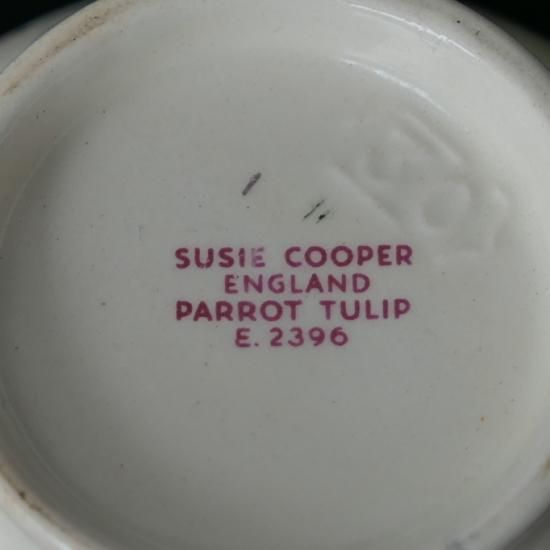 SUSIE COOPER
ENGLAND
PARROT TULIP
E. 2396